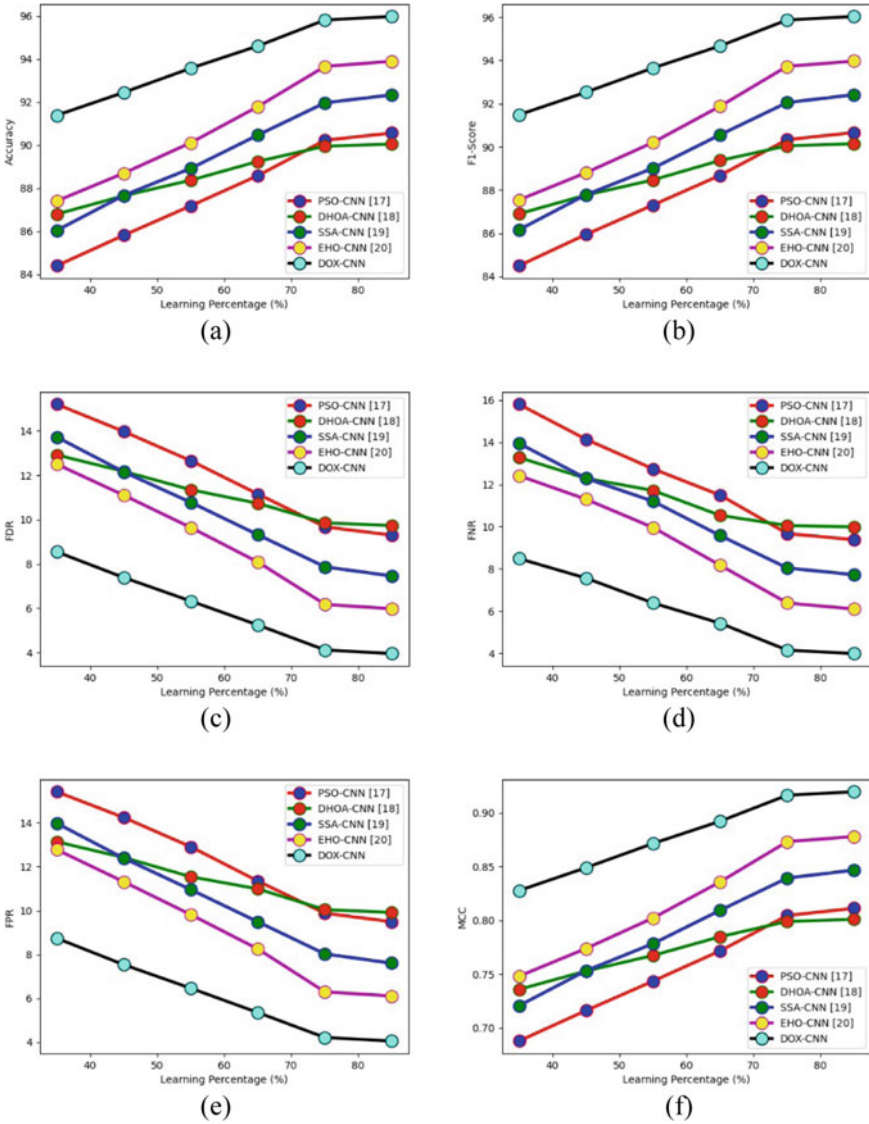 96
94
92
90
88
86
84
Accuracy
40 50 60 70 80
Learning Percentage (%)
PSO-CNN [17]
DHOA-CNN [18]
SSA-CNN [19]
EHO-CNN [20]
DOX-CNN
(a)
96
94
92
90
88
86
84
F1-Score
40 50 60 70 80
Learning Percentage (%)
PSO-CNN [17]
DHOA-CNN [18]
SSA-CNN [19]
EHO-CNN [20]
DOX-CNN
(b)
14
12
10
8
6
4
FDR
40 50 60 70 80
Learning Percentage (%)
PSO-CNN [17]
DHOA-CNN [18]
SSA-CNN [19]
EHO-CNN [20]
DOX-CNN
(c)
16
14
12
10
8
6
4
FNR
40 50 60 70 80
Learning Percentage (%)
PSO-CNN [17]
DHOA-CNN [18]
SSA-CNN [19]
EHO-CNN [20]
DOX-CNN
(d)
14
12
10
8
6
4
FPR
40 50 60 70 80
Learning Percentage (%)
PSO-CNN [17]
DHOA-CNN [18]
SSA-CNN [19]
EHO-CNN [20]
DOX-CNN
(e)
0.90
0.85
0.80
0.75
0.70
MCC
40 50 60 70 80
Learning Percentage (%)
PSO-CNN [17]
DHOA-CNN [18]
SSA-CNN [19]
EHO-CNN [20]
DOX-CNN
(f)